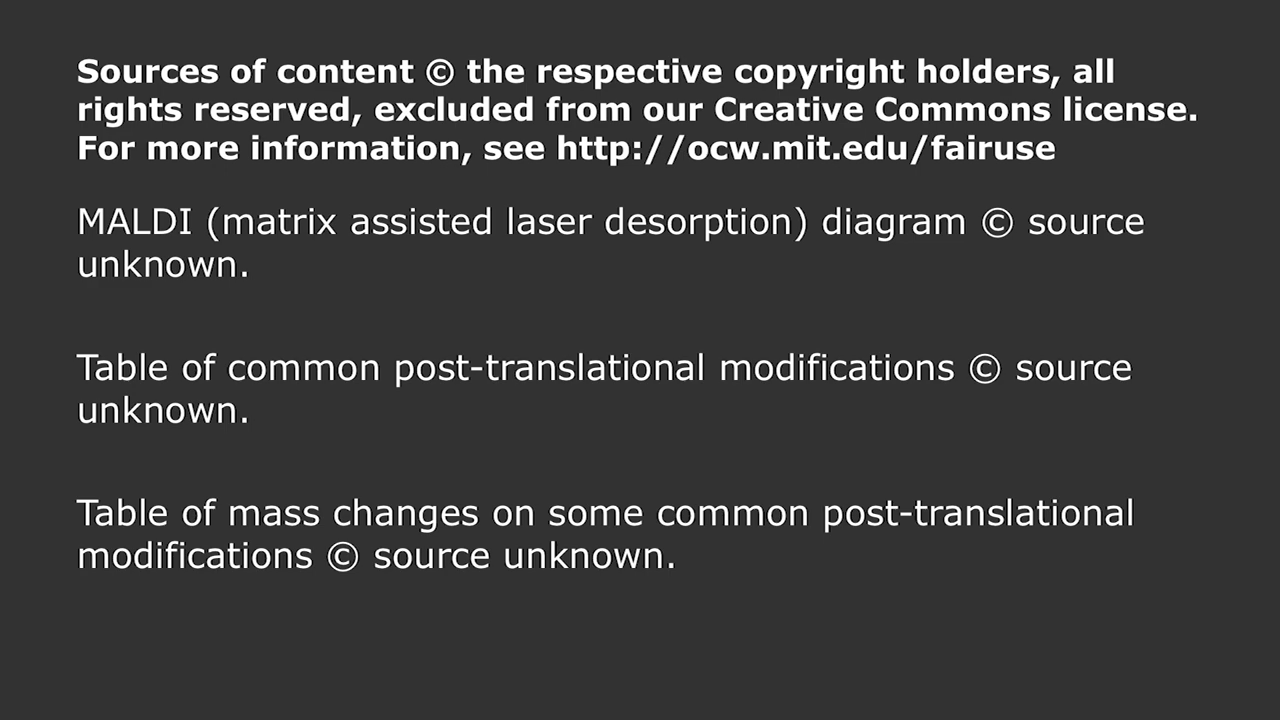 Sources of content © the respective copyright holders, all
rights reserved, excluded from our Creative Commons license.
For more information, see http://ocw.mit.edu/fairuse
MALDI (matrix assisted laser desorption) diagram © source
unknown.
Table of common post-translational modifications © source
unknown.
Table of mass changes on some common post-translational
modifications © source unknown.